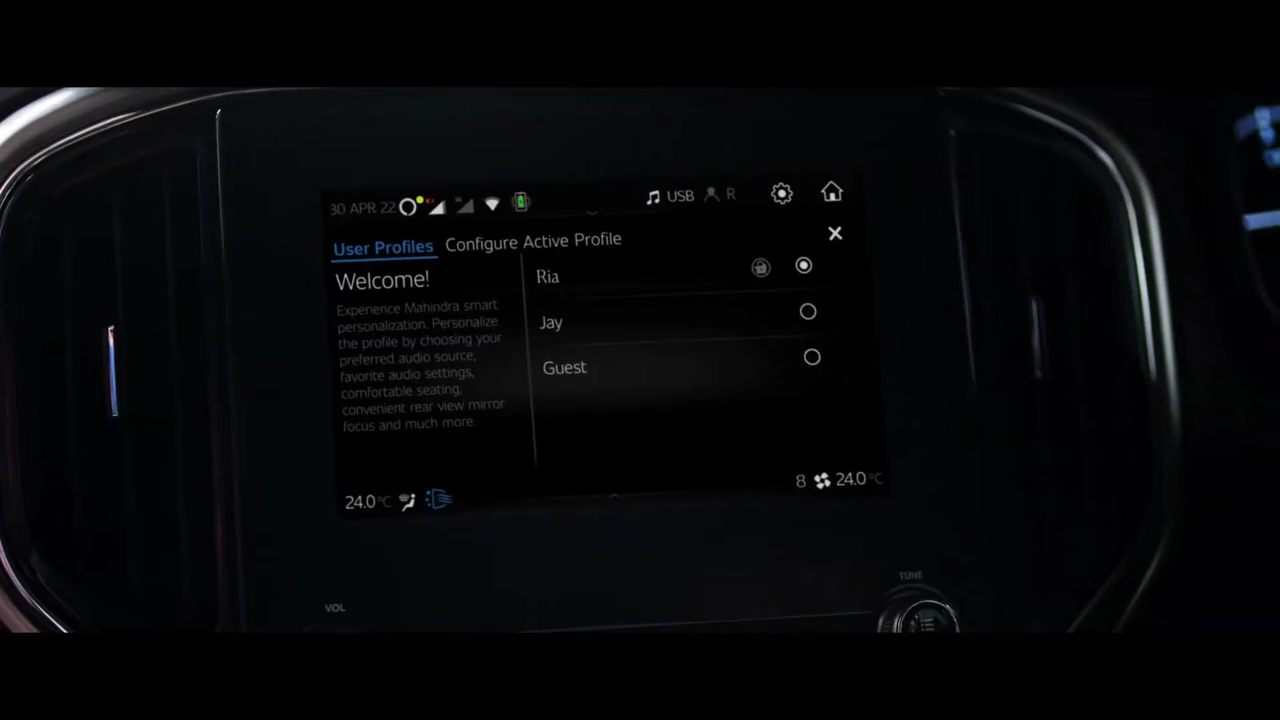 30 APR 22 USB R
User Profiles Configure Active Profile
Welcome!
Experience Mahindra smart
personalization. Personalize
the profile by choosing your
preferred audio source,
favorite audio settings,
comfortable seating,
convenient rear view mirror
focus and much more.
Ria
Jay
Guest
24.0°C
8 24.0°C
VOL
TUNE